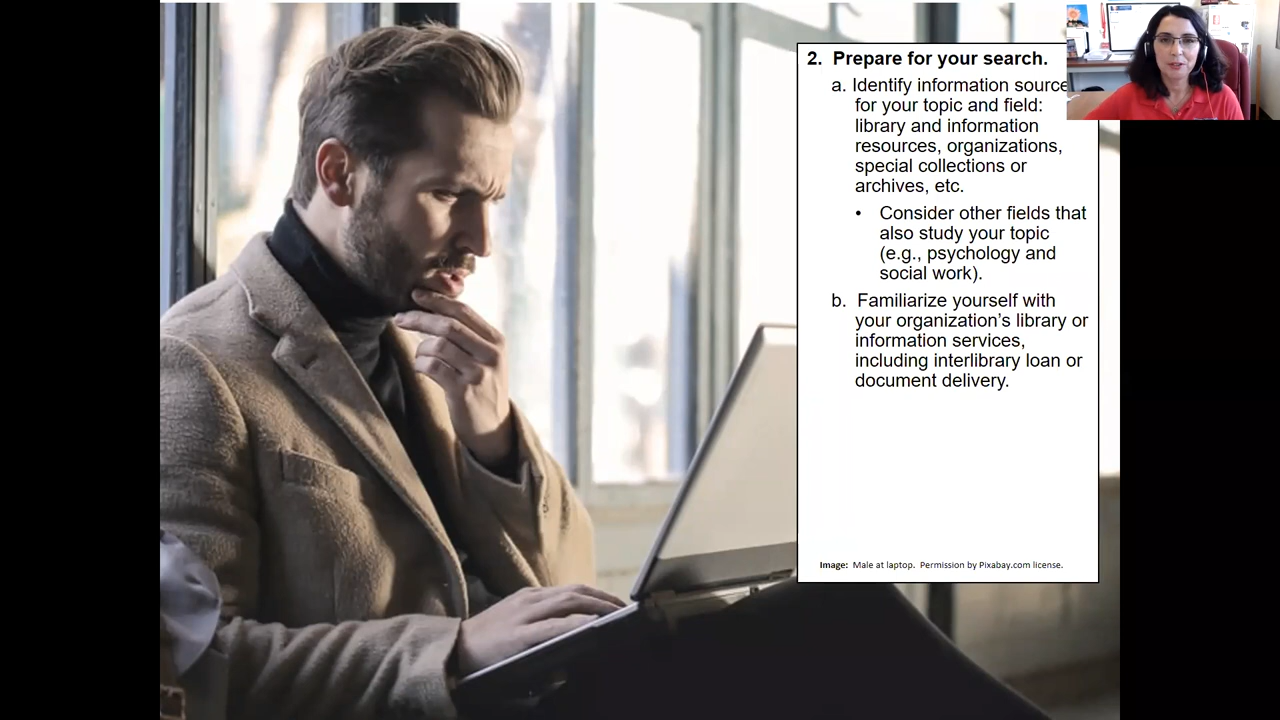 2. Prepare for your search.
a. Identify information source
for your topic and field:
library and information
resources, organizations,
special collections or
archives, etc.
• Consider other fields that
also study your topic
(e.g., psychology and
social work).
b. Familiarize yourself with
your organization's library or
information services,
including interlibrary loan or
document delivery.
Image: Male at laptop. Permission by Pixabay.com license.